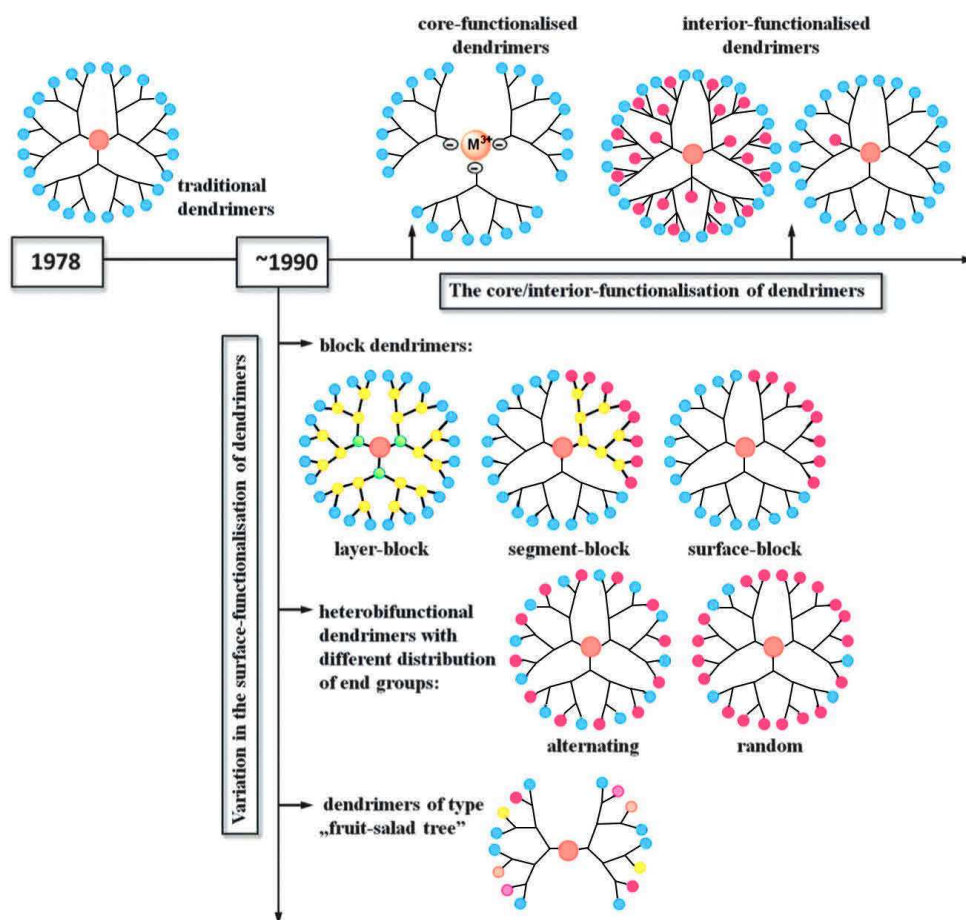 core-functionalised
dendrimers
interior-functionalised
dendrimers
M3+
traditional
dendrimers
1978
~1990
The core/interior-functionalisation of dendrimers
Variation in the surface-functionalisation of dendrimers
block dendrimers:
layer-block
segment-block
surface-block
heterobifunctional
dendrimers with
different distribution
of end groups:
alternating
random
dendrimers of type
„fruit-salad tree”